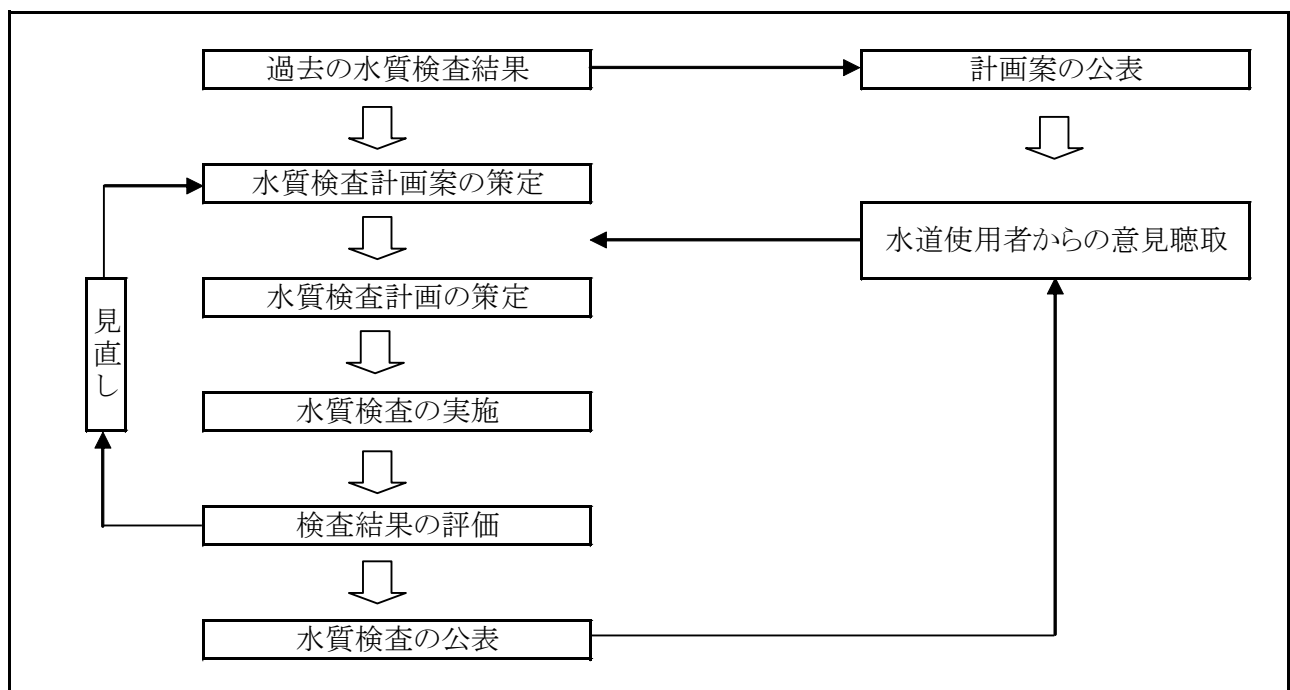 過去の水質検査結果
計画案の公表
水質検査計画案の策定
水道使用者からの意見聴取
水質検査計画の策定
見直し
水質検査の実施
検査結果の評価
水質検査の公表